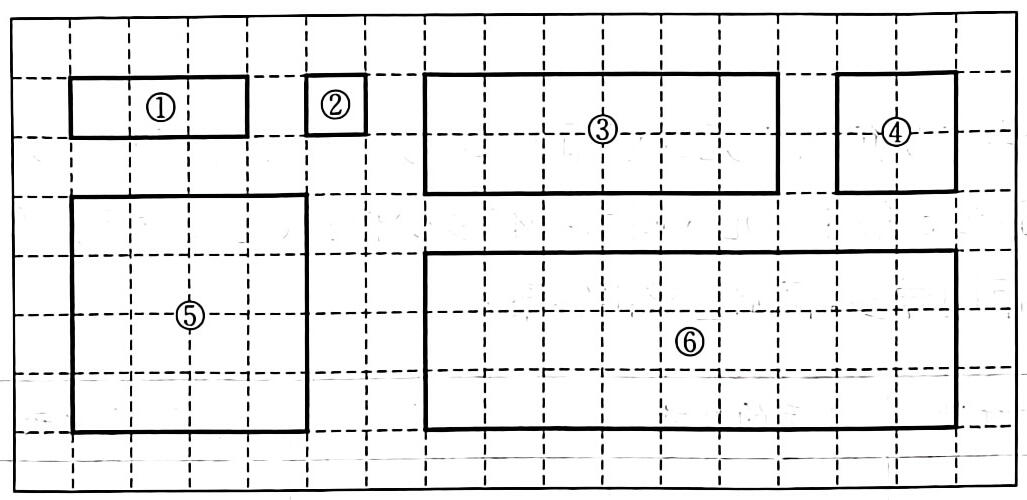 ① ② ③ ④
⑤ ⑥